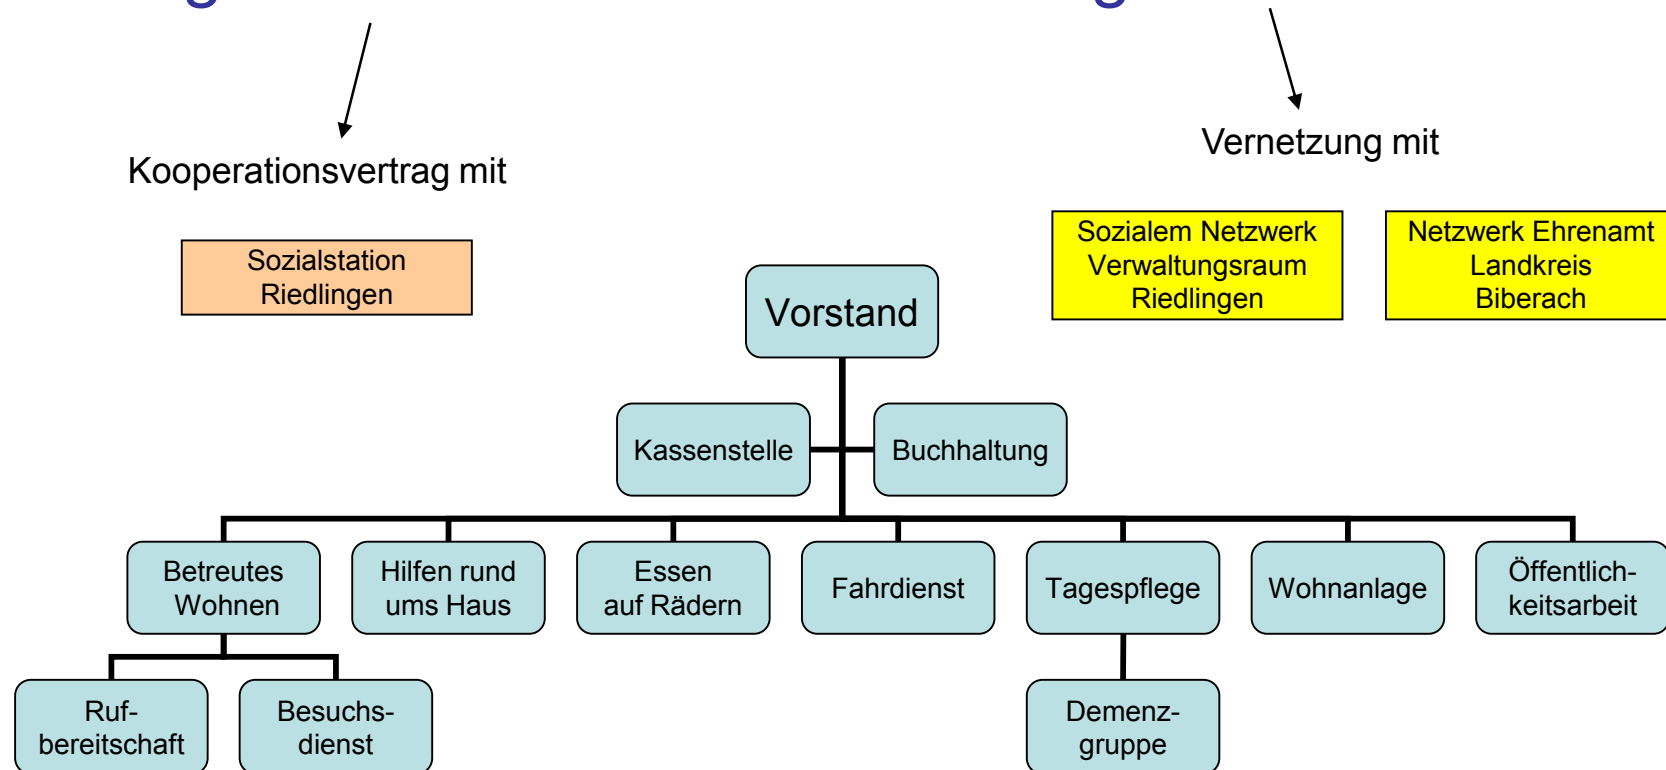 Kooperationsvertrag mit
Vernetzung mit
Sozialstation
Riedlingen
Sozialem Netzwerk
Verwaltungsraum
Riedlingen
Netzwerk Ehrenamt
Landkreis
Biberach
Vorstand
Kassenstelle
Buchhaltung
Betreutes
Wohnen
Hilfen rund
ums Haus
Essen
auf Rädern
Fahrdienst
Tagespflege
Wohnanlage
Öffentlich-
keitsarbeit
Ruf-
bereitschaft
Besuchs-
dienst
Demenz-
gruppe